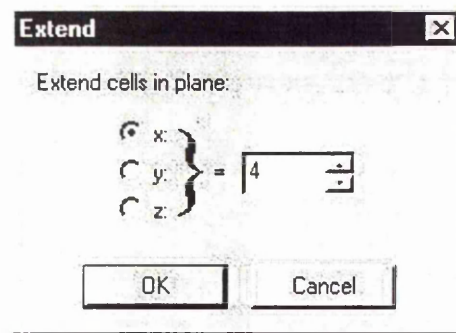 Extend
Extend cells in plane:
x:
y:
z:
= 4
OK
Cancel